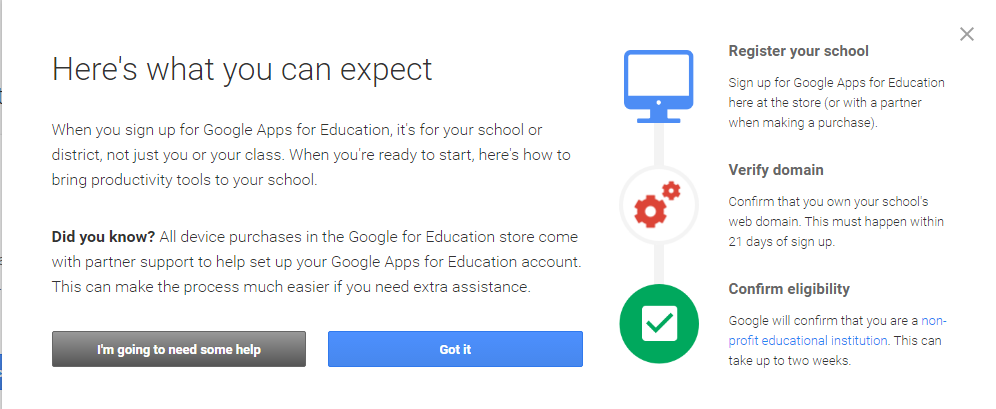 Here's what you can expect
When you sign up for Google Apps for Education, it's for your school or
district, not just you or your class. When you're ready to start, here's how to
bring productivity tools to your school.
Did you know? All device purchases in the Google for Education store come
with partner support to help set up your Google Apps for Education account.
This can make the process much easier if you need extra assistance.
I'm going to need some help
Got it
Register your school
Sign up for Google Apps for Education
here at the store (or with a partner
when making a purchase).
Verify domain
Confirm that you own your school's
web domain. This must happen within
21 days of sign up.
Confirm eligibility
Google will confirm that you are a non-
profit educational institution. This can
take up to two weeks.